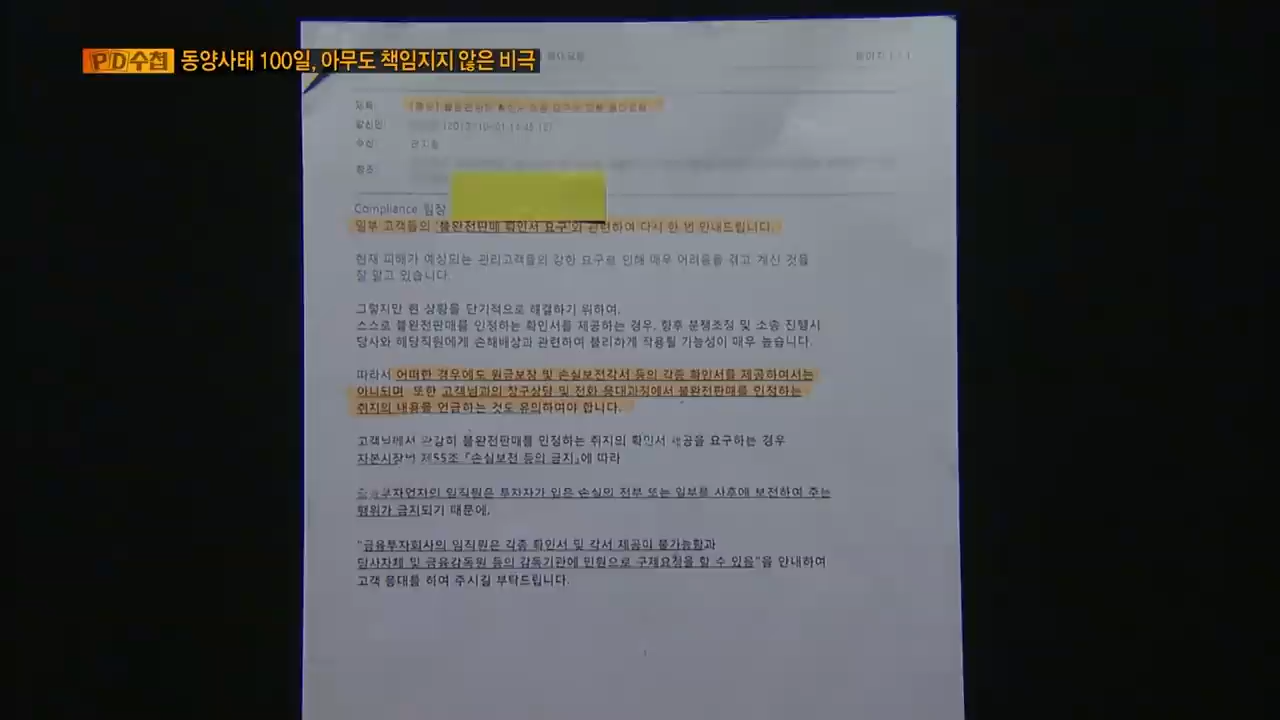 PD수첩 동양사태 100일, 아무도 책임지지 않은 비극
제목:
발신인:
수신:
참조:
Compliance 팀장
일부 고객들의 '불완전판매 확인서 요구'와 관련하여 다시 한 번 안내드립니다.
현재 피해가 예상되는 관리고객들의 강한 요구로 인해 매우 어려움을 겪고 계신 것을
잘 알고 있습니다.
그렇지만 현 상황을 단기적으로 해결하기 위하여,
스스로 불완전판매를 인정하는 확인서를 제공하는 경우, 향후 분쟁조정 및 소송 진행시
당사와 해당직원에게 손해배상과 관련하여 불리하게 작용될 가능성이 매우 높습니다.
따라서 어떠한 경우에도 원금보장 및 손실보전각서 등의 각종 확인서를 제공하여서는
아니되며 또한 고객님과의 창구상담 및 전화 응대과정에서 불완전판매를 인정하는
취지의 내용을 언급하는 것도 유의하여야 합니다.
고객님께서 불완전판매를 인정하는 취지의 확인서 제공을 요구하는 경우
자본시장법 제55조 「손실보전 등의 금지」에 따라
금융투자업자의 임직원은 투자자가 입은 손실의 전부 또는 일부를 사후에 보전하여 주는
행위가 금지되기 때문에,
"금융투자회사의 임직원은 각종 확인서 및 각서 제공이 불가능함과
당사자체 및 금융감독원 등의 감독기관에 민원으로 구제요청을 할 수 있음"을 안내하여
고객 응대를 하여 주시길 부탁드립니다.